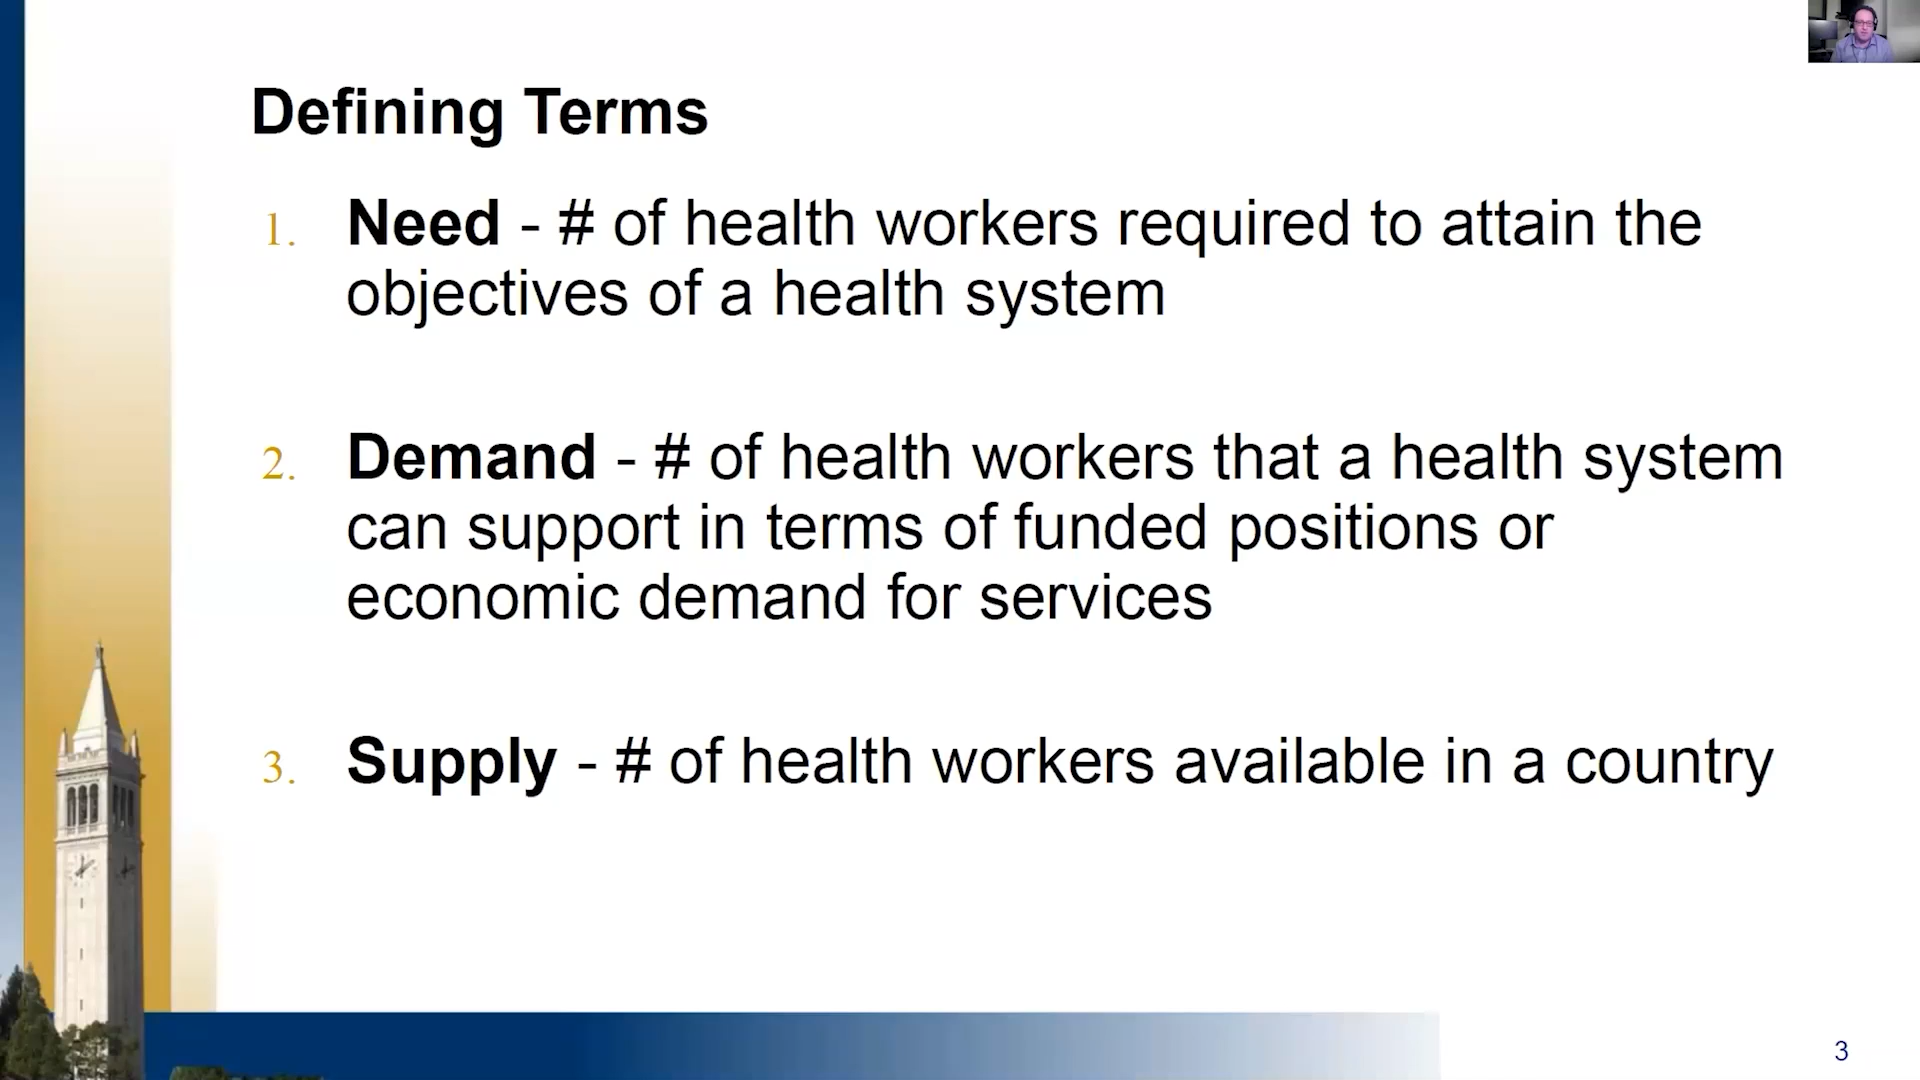 Defining Terms
1. Need - # of health workers required to attain the
objectives of a health system
2. Demand - # of health workers that a health system
can support in terms of funded positions or
economic demand for services
3. Supply - # of health workers available in a country
3